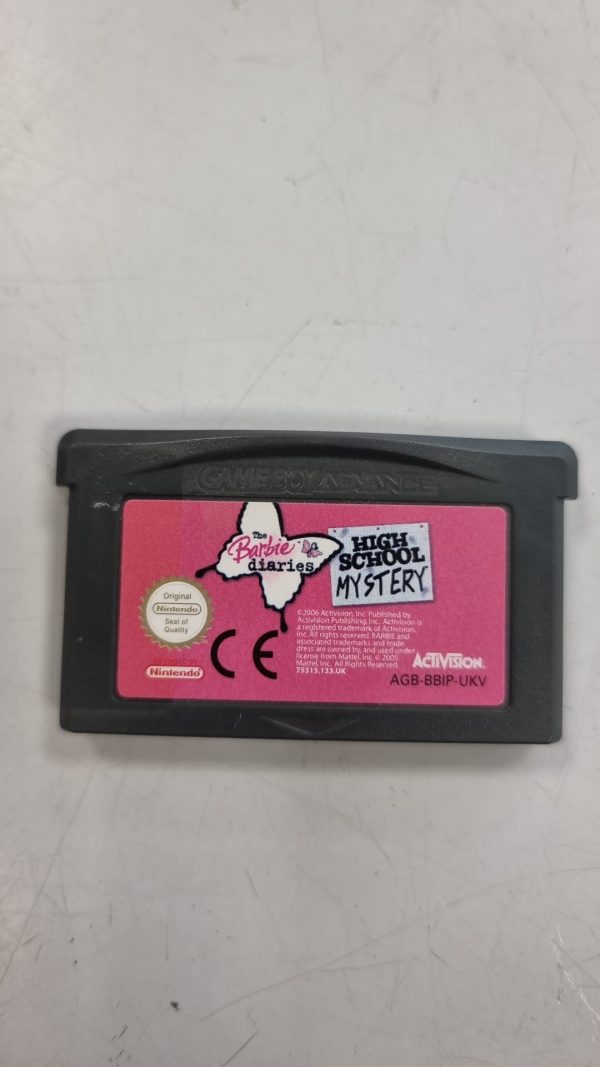 GAME BOY ADVANCE
The
Barbie
diaries
HIGH
SCHOOL
MYSTERY
Original
Nintendo
Seal of
Quality
TM
CE
© 2006 Activision, Inc. Published by
Activision Publishing, Inc. Activision is
a registered trademark of Activision,
Inc. All rights reserved. BARBIE and
associated trademarks and trade
dress are owned by, and used under
license from Mattel, Inc. © 2005
Mattel, Inc. All Rights Reserved.
75315.133.UK
Nintendo
ACTIVISION
AGB-BBIP-UKV